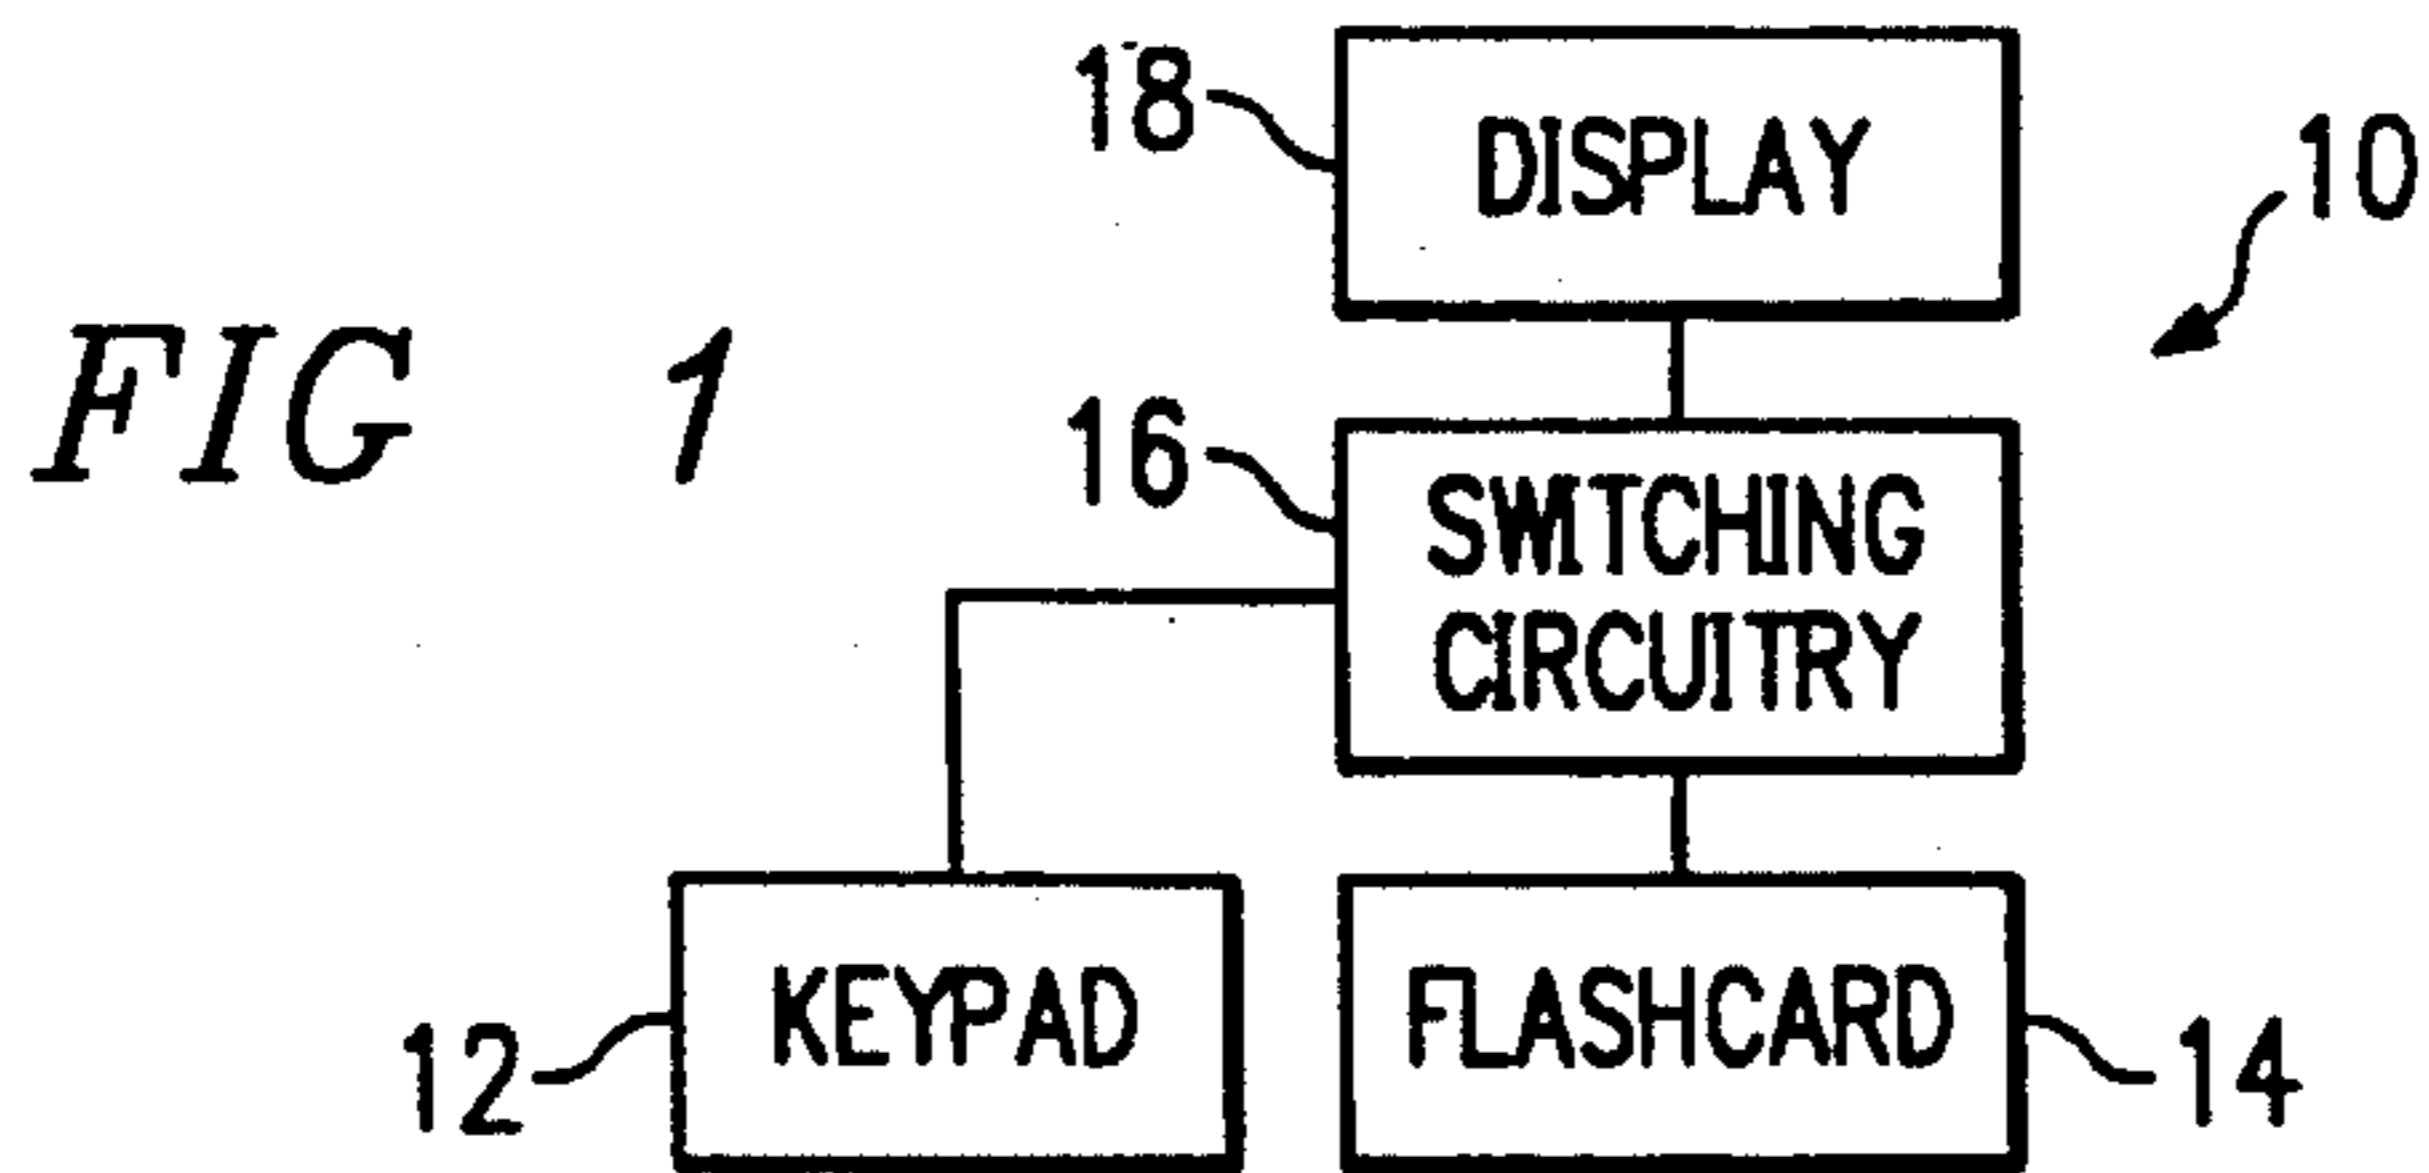 18
DISPLAY
10
FIG 1
16
SWITCHING
CIRCUITRY
12
KEYPAD
FLASHCARD
14